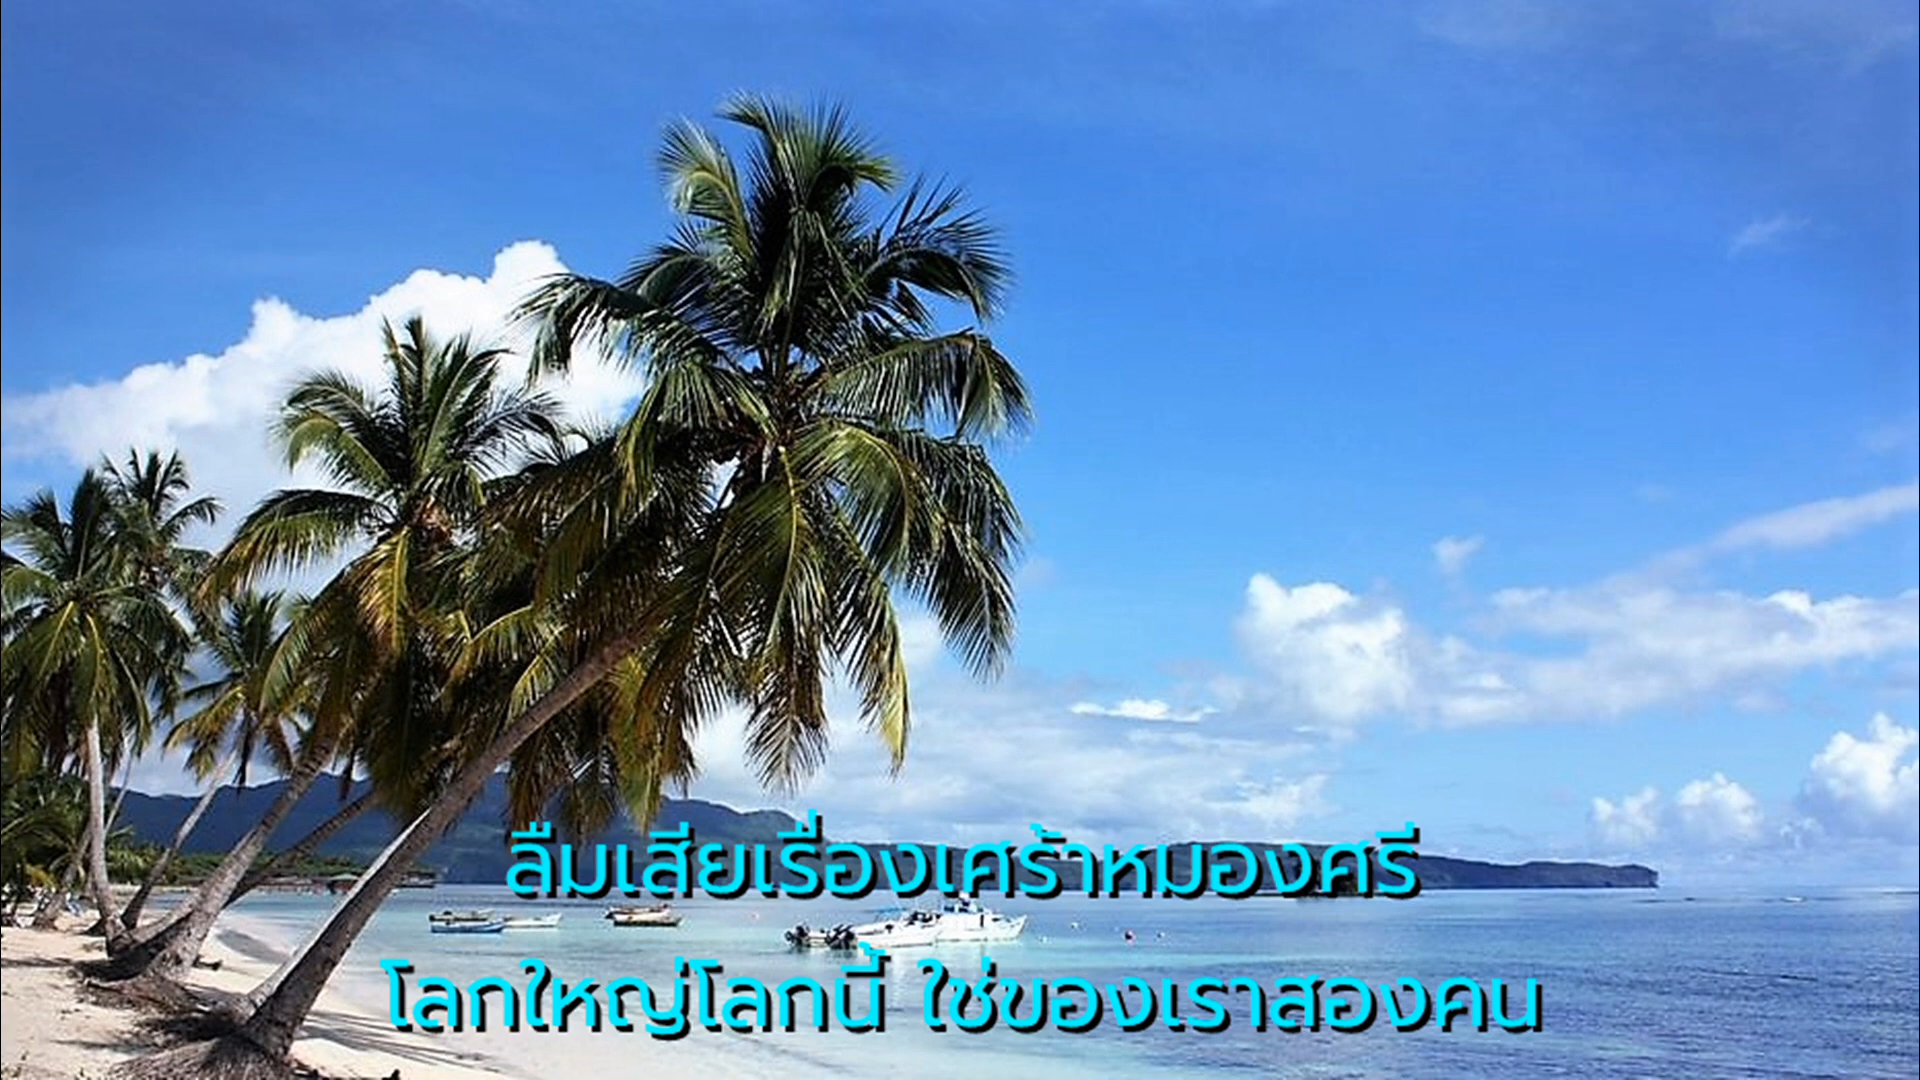 ลืมเสียเรื่องเศร้าหมองศรี
โลกใหญ่โลกนี้ ใช่ของเราสองคน